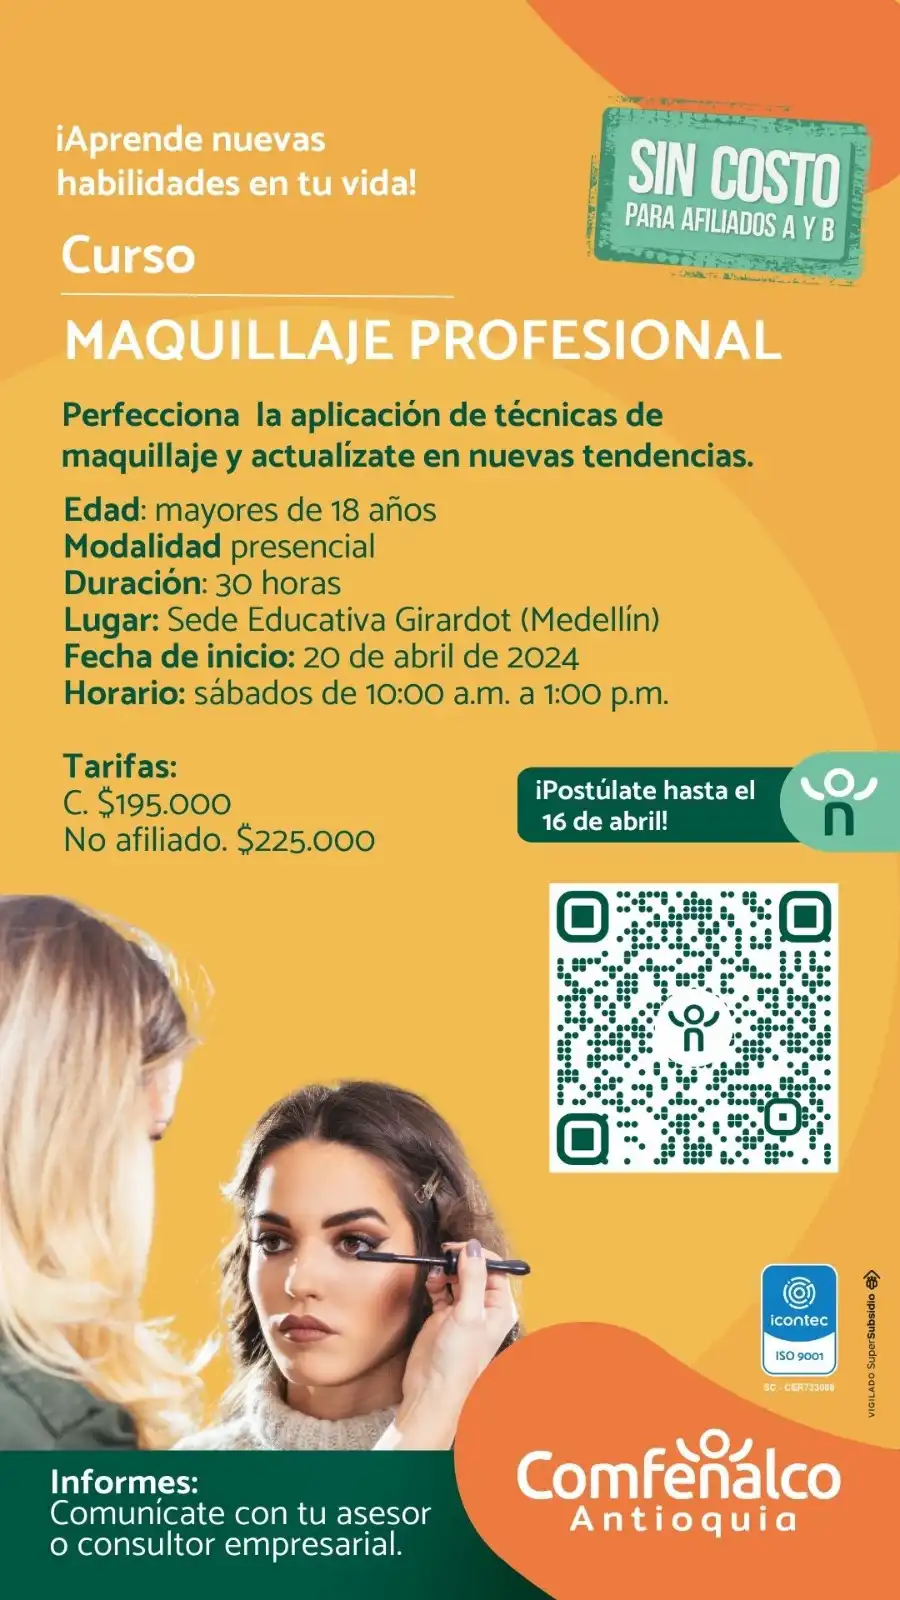 ¡Aprende nuevas
habilidades en tu vida!
SIN COSTO
PARA AFILIADOS A Y B
Curso
MAQUILLAJE PROFESIONAL
Perfecciona la aplicación de técnicas de
maquillaje y actualízate en nuevas tendencias.
Edad: mayores de 18 años
Modalidad presencial
Duración: 30 horas
Lugar: Sede Educativa Girardot (Medellín)
Fecha de inicio: 20 de abril de 2024
Horario: sábados de 10:00 a.m. a 1:00 p.m.
Tarifas:
C. $195.000
No afiliado. $225.000
¡Postúlate hasta el
16 de abril!
icontec
ISO 9001
SC - CER733088
VIGILADO SuperSubsidio
Informes:
Comunícate con tu asesor
o consultor empresarial.
Comfenalco
Antioquia